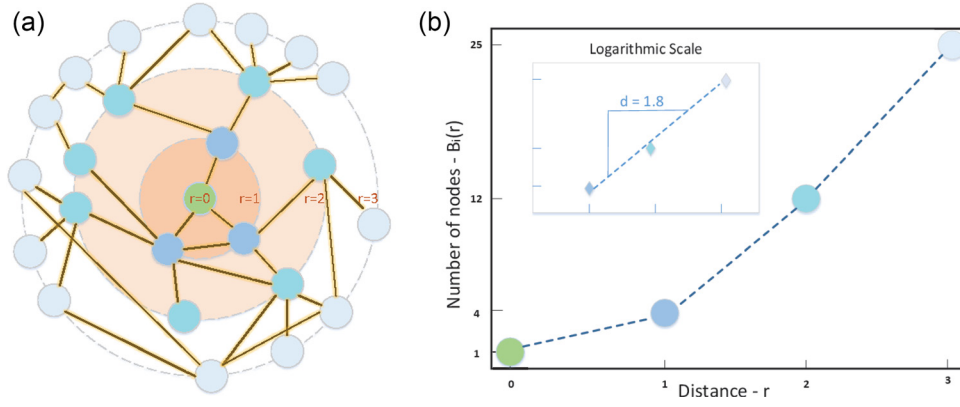 (a)
r=0
r=1
r=2
r=3
(b)
Number of nodes - Bi(r)
25
12
4
1
Logarithmic Scale
d = 1.8
0
1
2
3
Distance - r